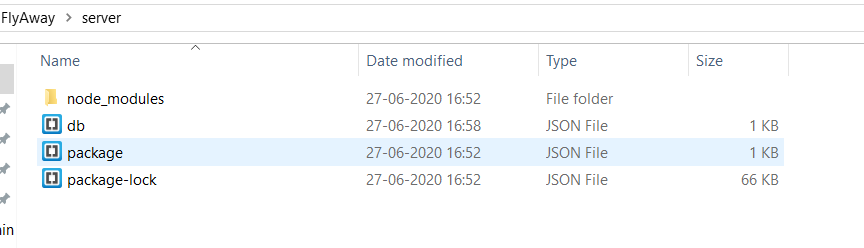 FlyAway > server
Name Date modified Type Size
node_modules 27-06-2020 16:52 File folder
db 27-06-2020 16:58 JSON File 1 KB
package 27-06-2020 16:52 JSON File 1 KB
package-lock 27-06-2020 16:52 JSON File 66 KB